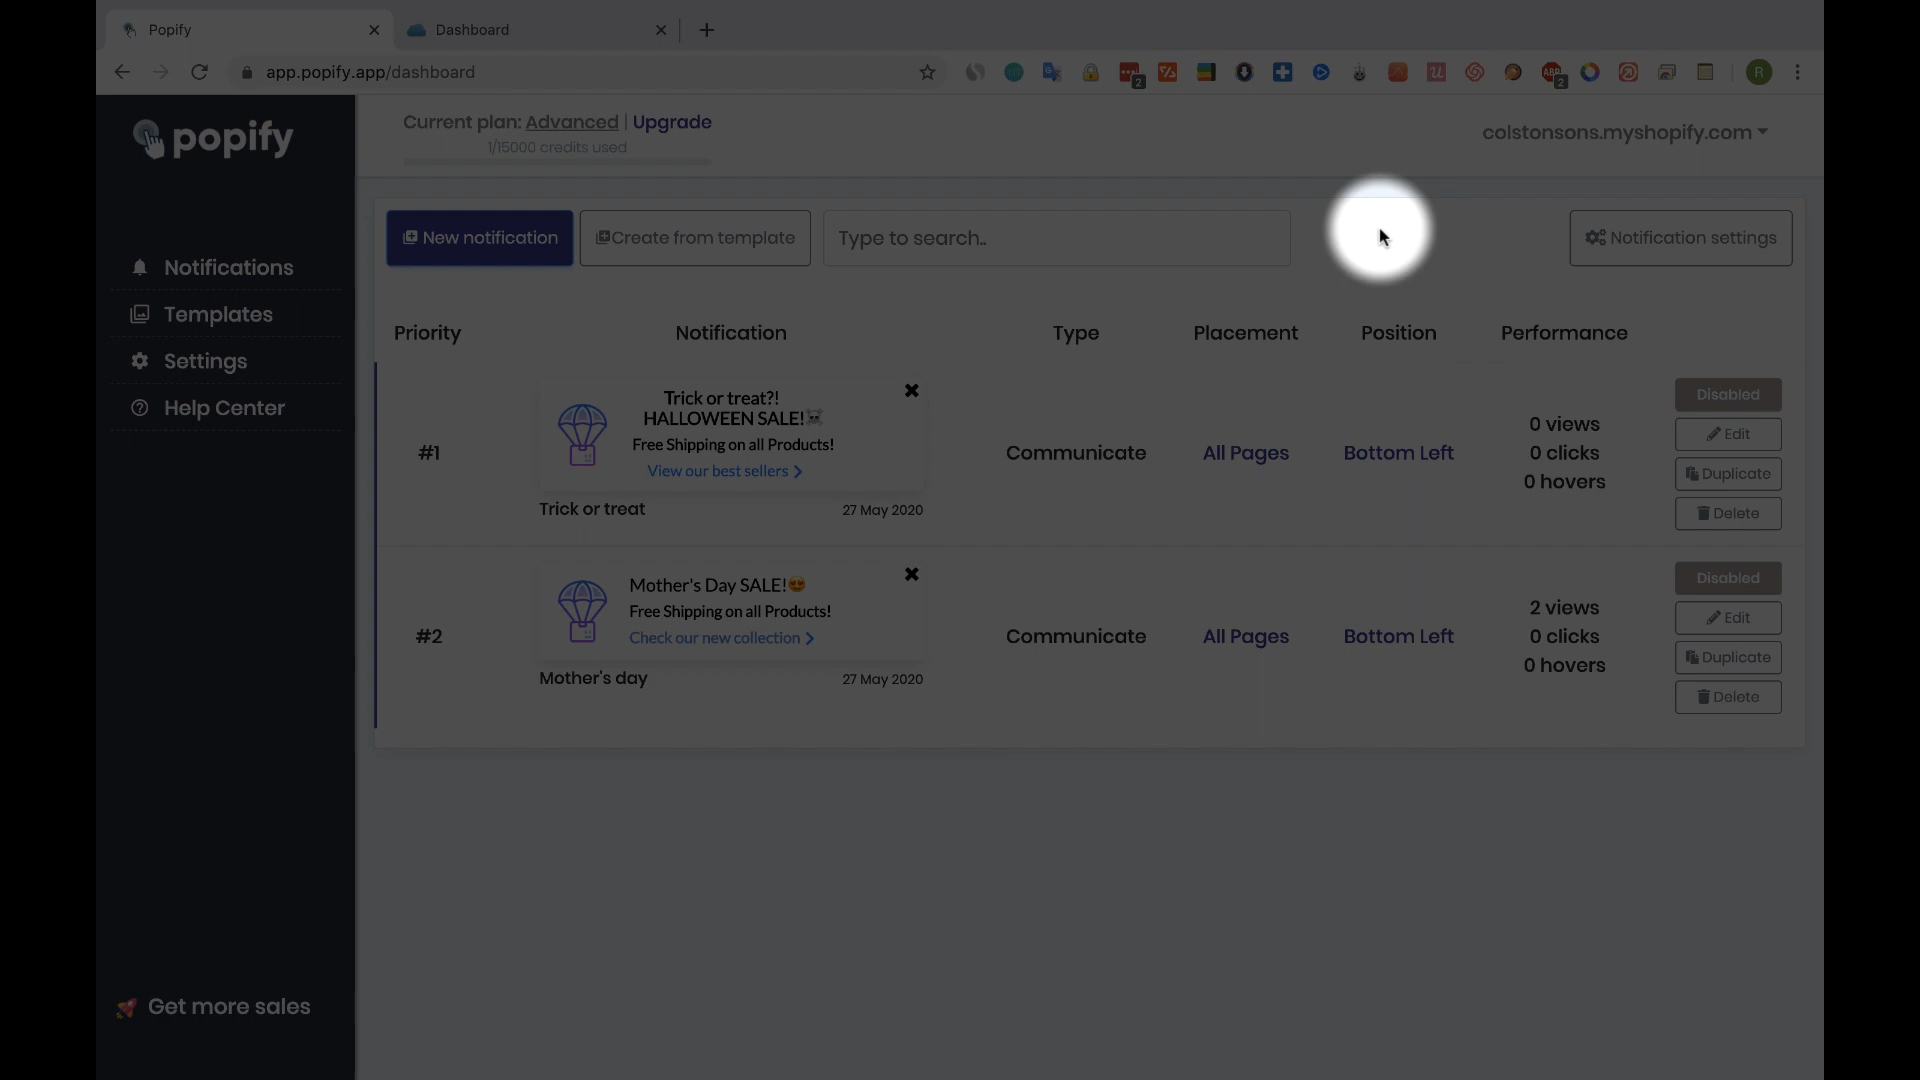 Popify
Dashboard
app.popify.app/dashboard
2
ABP
2
R
popify
Current plan: Advanced | Upgrade
1/15000 credits used
colstonsons.myshopify.com
New notification
Create from template
Type to search..
Notification settings
Notifications
Templates
Settings
Help Center
Get more sales
Priority
Notification
Type
Placement
Position
Performance
#1
Trick or treat?!
HALLOWEEN SALE!☠️
Free Shipping on all Products!
View our best sellers
Trick or treat
27 May 2020
Communicate
All Pages
Bottom Left
0 views
0 clicks
0 hovers
Disabled
Edit
Duplicate
Delete
#2
Mother's Day SALE!😍
Free Shipping on all Products!
Check our new collection
Mother's day
27 May 2020
Communicate
All Pages
Bottom Left
2 views
0 clicks
0 hovers
Disabled
Edit
Duplicate
Delete